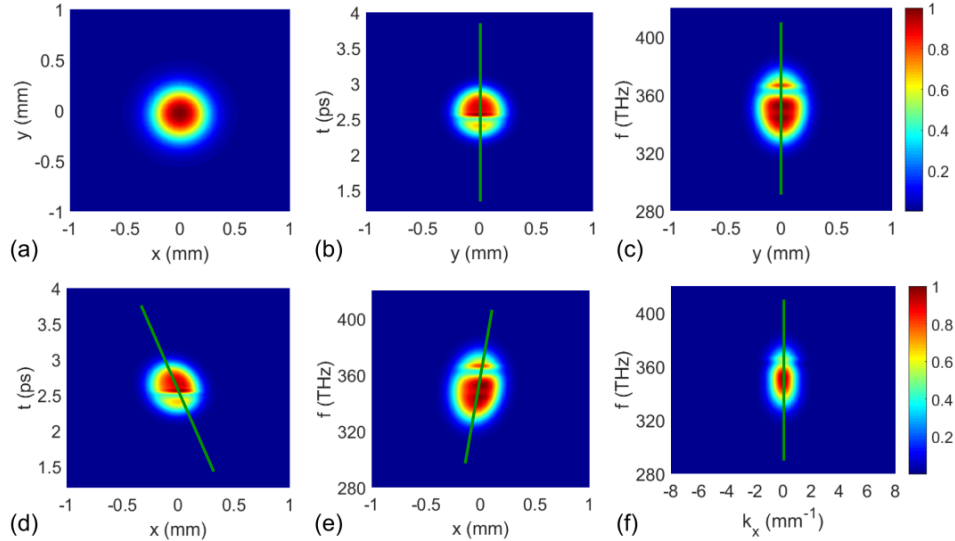 1
0.5
0
-0.5
-1
y (mm)
-1 -0.5 0 0.5 1
x (mm)
(a)
4
3.5
3
2.5
2
1.5
t (ps)
-1 -0.5 0 0.5 1
y (mm)
(b)
400
360
320
280
f (THz)
-1 -0.5 0 0.5 1
y (mm)
(c)
1
0.8
0.6
0.4
0.2
4
3.5
3
2.5
2
1.5
t (ps)
-1 -0.5 0 0.5 1
x (mm)
(d)
400
360
320
280
f (THz)
-1 -0.5 0 0.5 1
x (mm)
(e)
400
360
320
280
f (THz)
-8 -6 -4 -2 0 2 4 6 8
k_x (mm^-1)
(f)
1
0.8
0.6
0.4
0.2